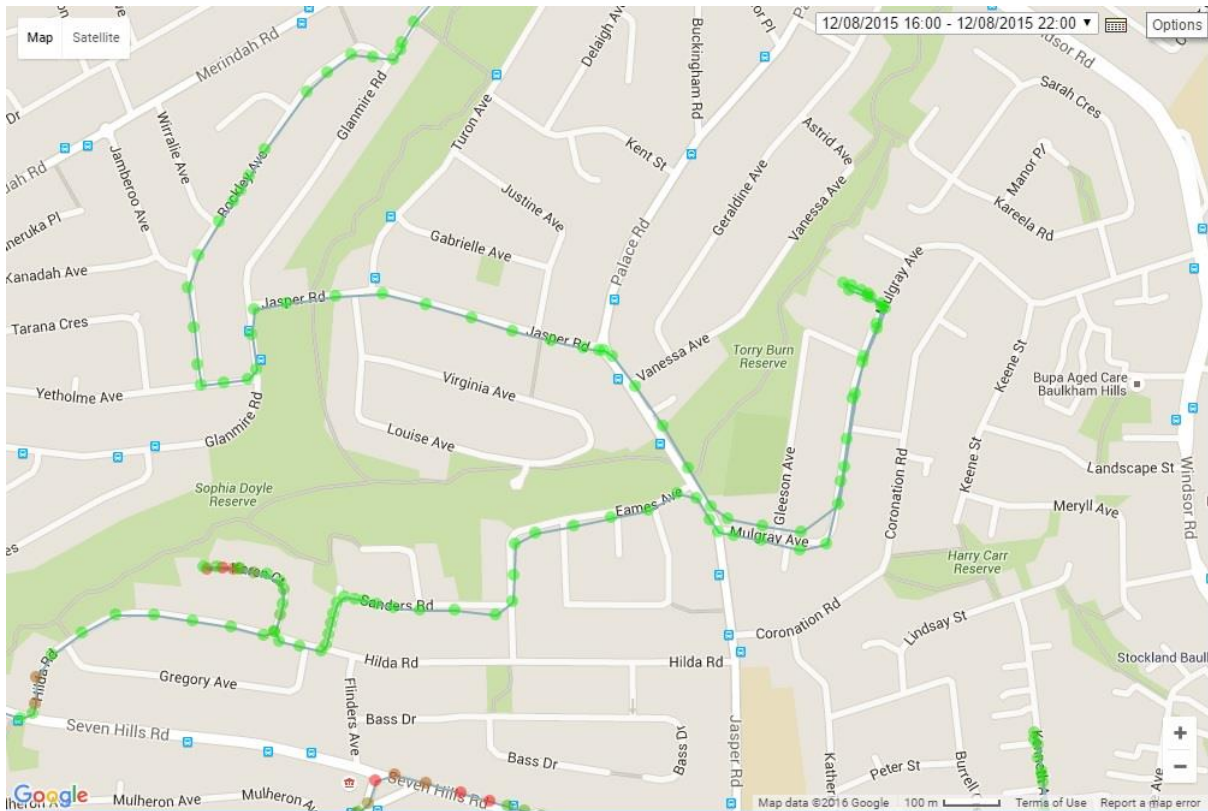 Map
Satellite
12/08/2015 16:00 - 12/08/2015 22:00
Options
Merindah Rd
Glanmire Rd
Delaigh Ave
Buckingham Rd
Sarah Cres
Wirralie Ave
Turon Ave
Astrid Ave
Kent St
Manor Pl
Jamberoo Ave
Rockley Ave
Justine Ave
Geraldine Ave
Vanessa Ave
Kareela Rd
Gabrielle Ave
Palace Rd
Kanadah Ave
Mulgray Ave
Jasper Rd
Tarana Cres
Jasper Rd
Vanessa Ave
Torry Burn
Reserve
Keene St
Bupa Aged Care
Baulkham Hills
Yetholme Ave
Virginia Ave
Glanmire Rd
Louise Ave
Gleeson Ave
Coronation Rd
Keene St
Landscape St
Windsor Rd
Sophia Doyle
Reserve
Eames Ave
Meryll Ave
Mulgray Ave
Harry Carr
Reserve
Sanders Rd
Coronation Rd
Lindsay St
Hilda Rd
Hilda Rd
Hilda Rd
Gregory Ave
Flinders Ave
Bass Dr
Seven Hills Rd
Jasper Rd
Bass Dr
Bass Dr
Peter St
Seven Hills Rd
Google
Mulheron Ave
Map data ©2016 Google
100 m
Terms of Use
Report a map error